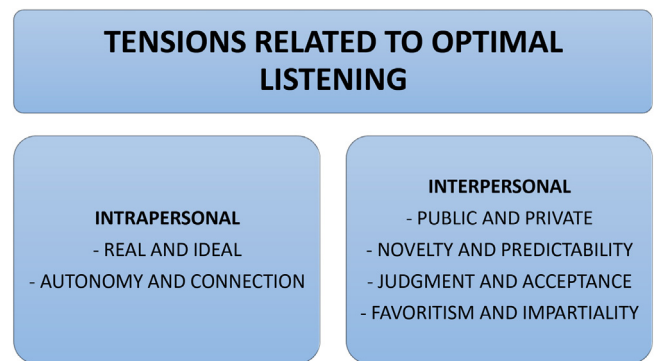 TENSIONS RELATED TO OPTIMAL
LISTENING
INTRAPERSONAL
- REAL AND IDEAL
- AUTONOMY AND CONNECTION
INTERPERSONAL
- PUBLIC AND PRIVATE
- NOVELTY AND PREDICTABILITY
- JUDGMENT AND ACCEPTANCE
- FAVORITISM AND IMPARTIALITY